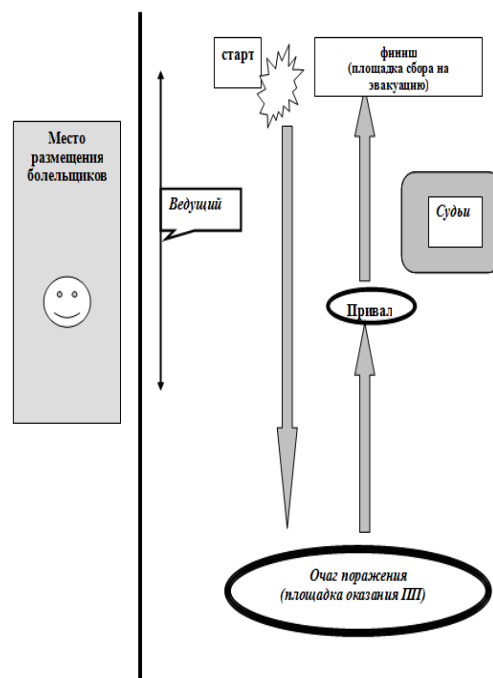 старт
финиш
(площадка сбора на
эвакуацию)
Место
размещения
болельщиков
Ведущий
Судьи
Привал
Очаг поражения
(площадка оказания ПП)